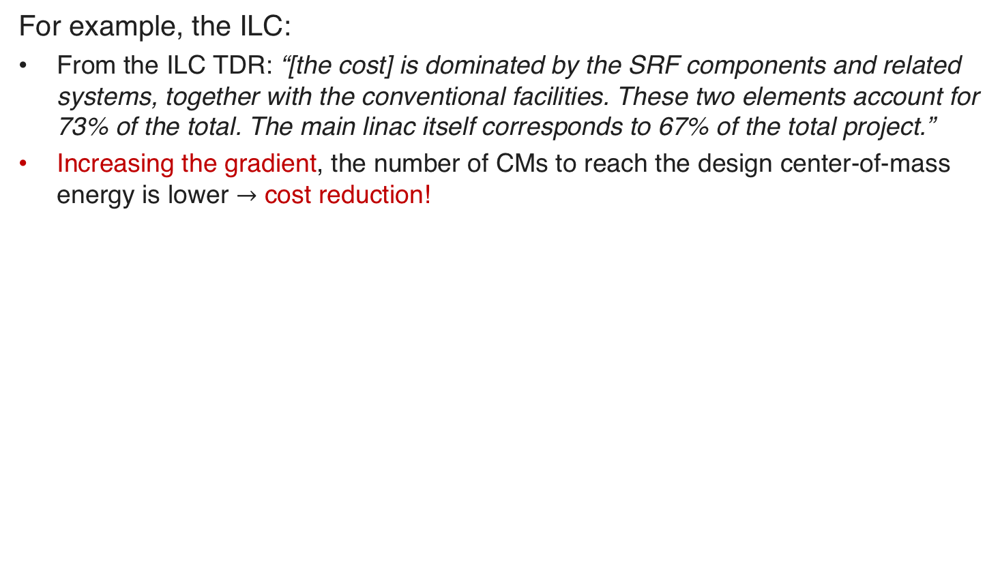 For example, the ILC:
• From the ILC TDR: “[the cost] is dominated by the SRF components and related
systems, together with the conventional facilities. These two elements account for
73% of the total. The main linac itself corresponds to 67% of the total project.”
• Increasing the gradient, the number of CMs to reach the design center-of-mass
energy is lower → cost reduction!